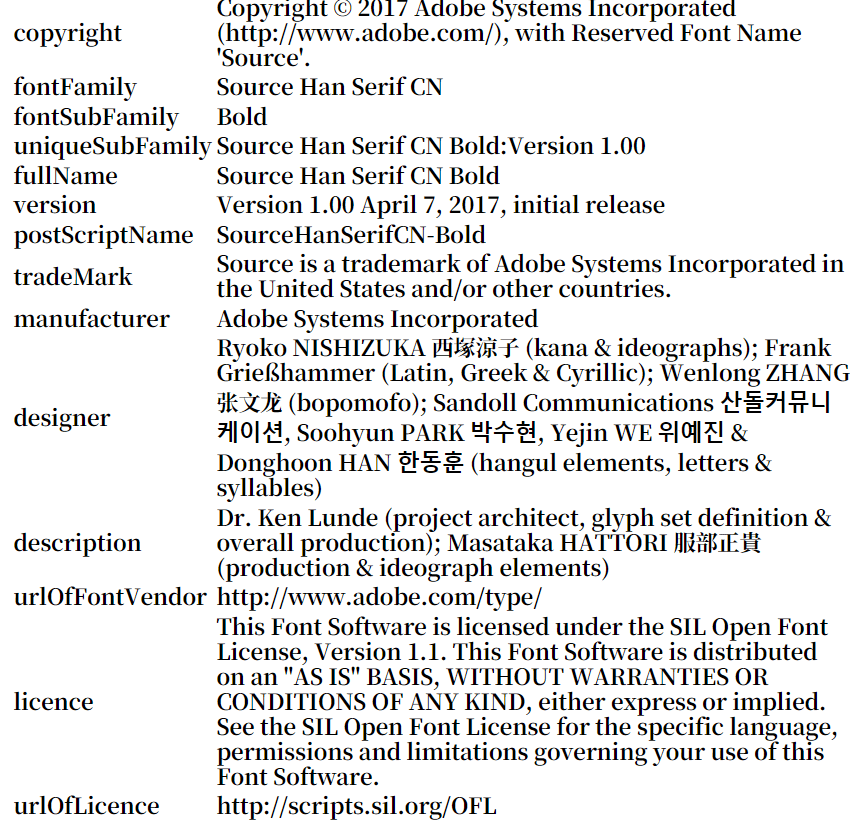 Copyright © 2017 Adobe Systems Incorporated
copyright (http://www.adobe.com/), with Reserved Font Name
'Source'.
fontFamily Source Han Serif CN
fontSubFamily Bold
uniqueSubFamily Source Han Serif CN Bold:Version 1.00
fullName Source Han Serif CN Bold
version Version 1.00 April 7, 2017, initial release
postScriptName SourceHanSerifCN-Bold
tradeMark Source is a trademark of Adobe Systems Incorporated in
the United States and/or other countries.
manufacturer Adobe Systems Incorporated
Ryoko NISHIZUKA 西塚涼子 (kana & ideographs); Frank
Grießhammer (Latin, Greek & Cyrillic); Wenlong ZHANG
designer 张文龙 (bopomofo); Sandoll Communications 산돌커뮤니
케이션, Soohyun PARK 박수현, Yejin WE 위예진 &
Donghoon HAN 한동훈 (hangul elements, letters &
syllables)
Dr. Ken Lunde (project architect, glyph set definition &
description overall production); Masataka HATTORI 服部正貴
(production & ideograph elements)
urlOfFontVendor http://www.adobe.com/type/
This Font Software is licensed under the SIL Open Font
License, Version 1.1. This Font Software is distributed
on an "AS IS" BASIS, WITHOUT WARRANTIES OR
licence CONDITIONS OF ANY KIND, either express or implied.
See the SIL Open Font License for the specific language,
permissions and limitations governing your use of this
Font Software.
urlOfLicence http://scripts.sil.org/OFL